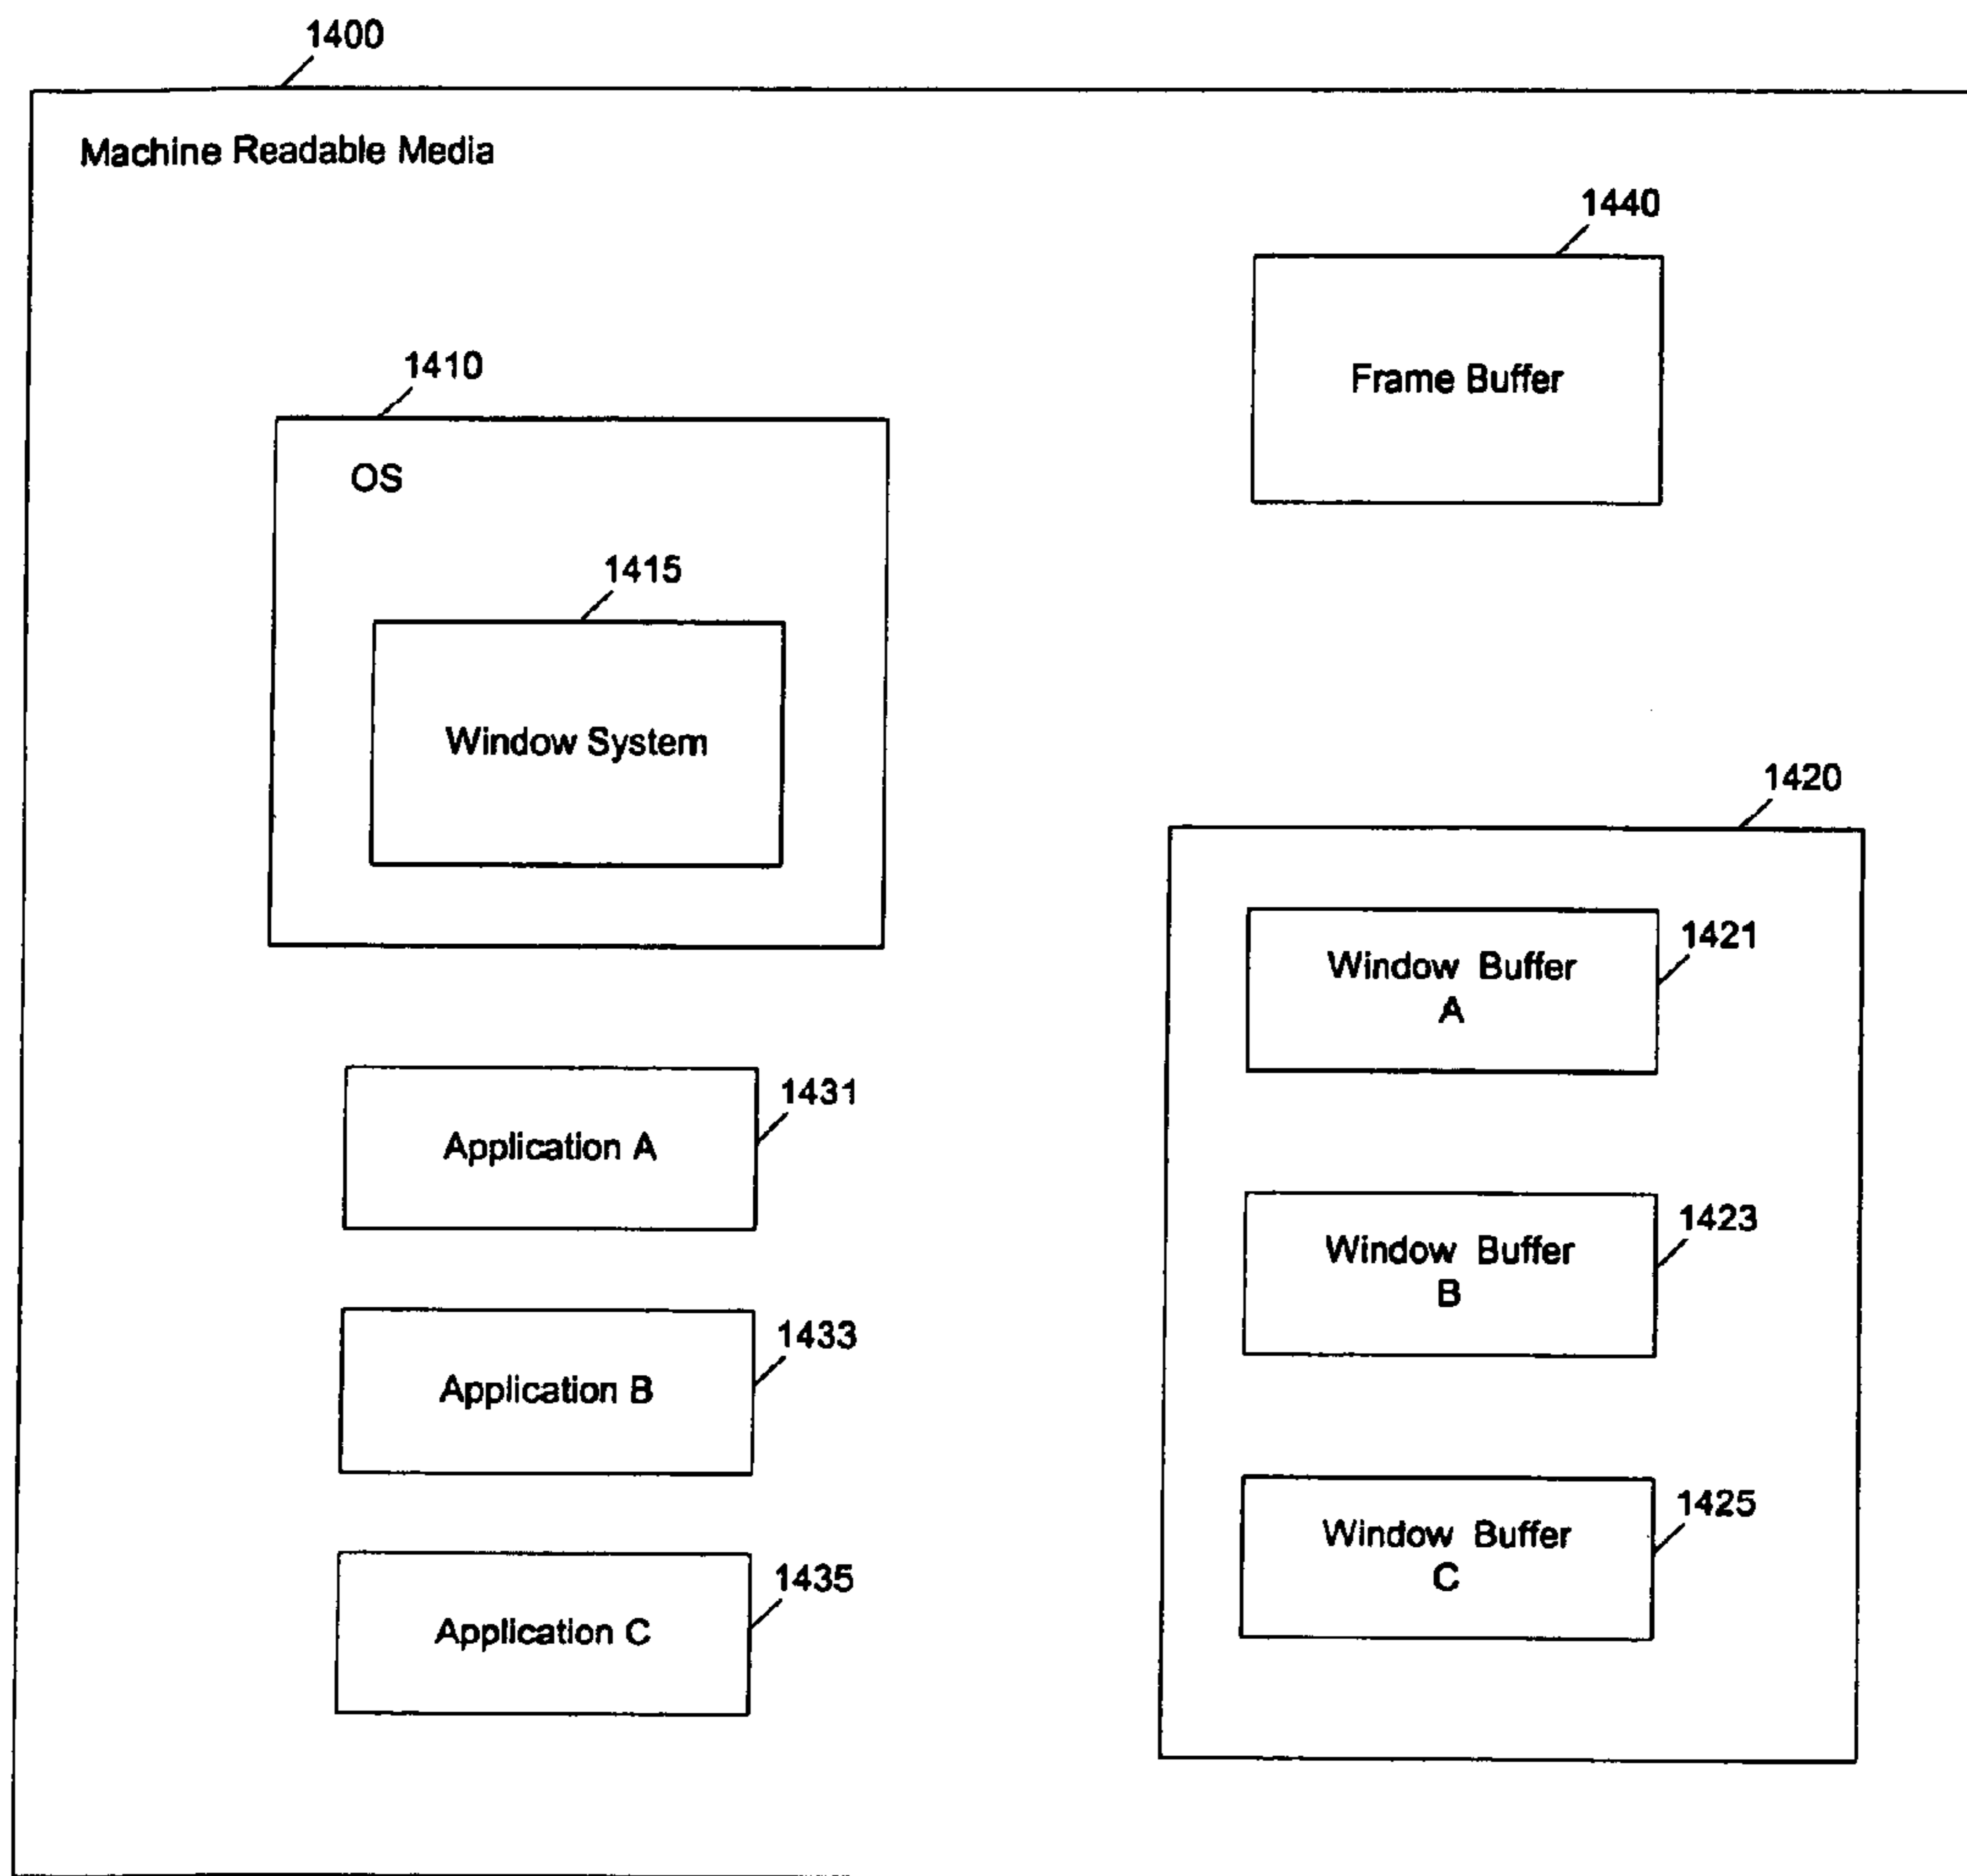 1400
Machine Readable Media
1440
Frame Buffer
1410
OS
1415
Window System
1420
Window Buffer
A
1421
Window Buffer
B
1423
Window Buffer
C
1425
Application A
1431
Application B
1433
Application C
1435